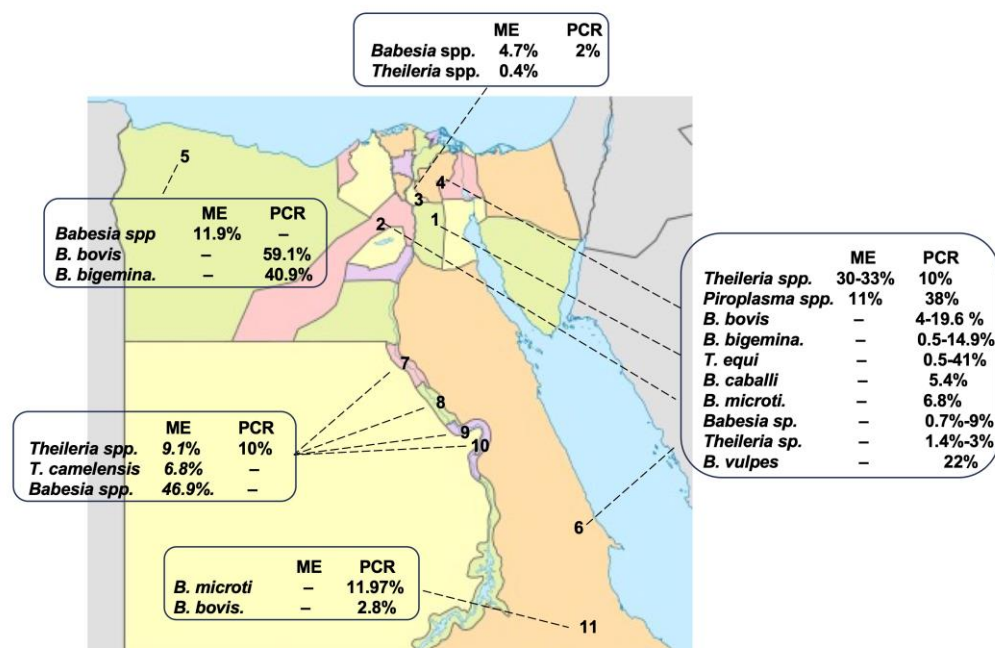 ME PCR
Babesia spp. 4.7% 2%
Theileria spp. 0.4%
5
4
3
2
1
ME PCR
Babesia spp 11.9% –
B. bovis – 59.1%
B. bigemina. – 40.9%
ME PCR
Theileria spp. 30-33% 10%
Piroplasma spp. 11% 38%
B. bovis – 4-19.6 %
B. bigemina. – 0.5-14.9%
T. equi – 0.5-41%
B. caballi – 5.4%
B. microti. – 6.8%
Babesia sp. – 0.7%-9%
Theileria sp. – 1.4%-3%
B. vulpes – 22%
7
8
9
10
ME PCR
Theileria spp. 9.1% 10%
T. camelensis 6.8% –
Babesia spp. 46.9%. –
6
ME PCR
B. microti – 11.97%
B. bovis. – 2.8%
11